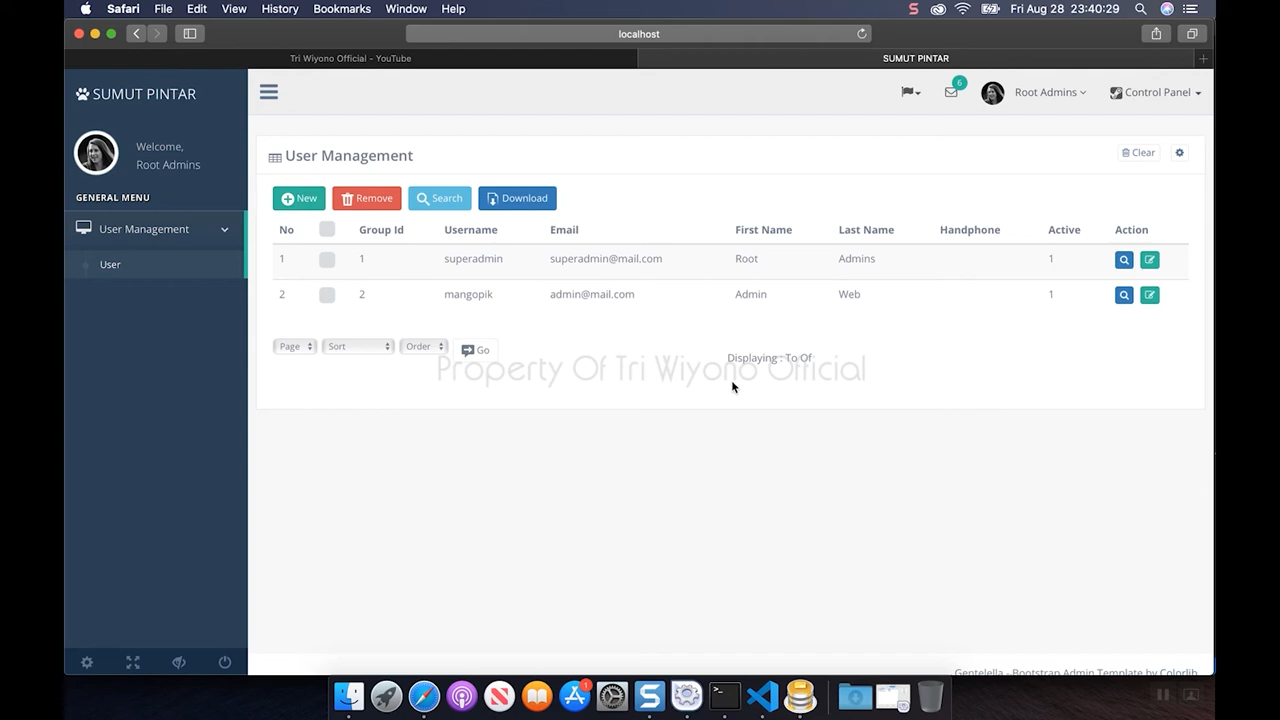 Safari File Edit View History Bookmarks Window Help
S Fri Aug 28 23:40:29
localhost
Tri Wiyono Official - YouTube
SUMUT PINTAR
SUMUT PINTAR
6
Root Admins
Control Panel
Welcome,
Root Admins
GENERAL MENU
User Management
User
User Management
Clear
New Remove Search Download
No Group Id Username Email First Name Last Name Handphone Active Action
1 1 superadmin superadmin@mail.com Root Admins 1
2 2 mangopik admin@mail.com Admin Web 1
Page Sort Order Go
Displaying : To Of
Property Of Tri Wiyono Official
Gentelella - Bootstrap Admin Template by Colorlib
1
S